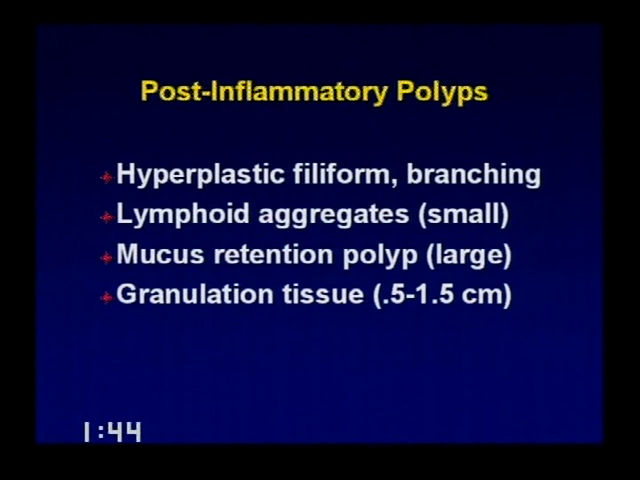 Post-Inflammatory Polyps
Hyperplastic filiform, branching
Lymphoid aggregates (small)
Mucus retention polyp (large)
Granulation tissue (.5-1.5 cm)
1:44